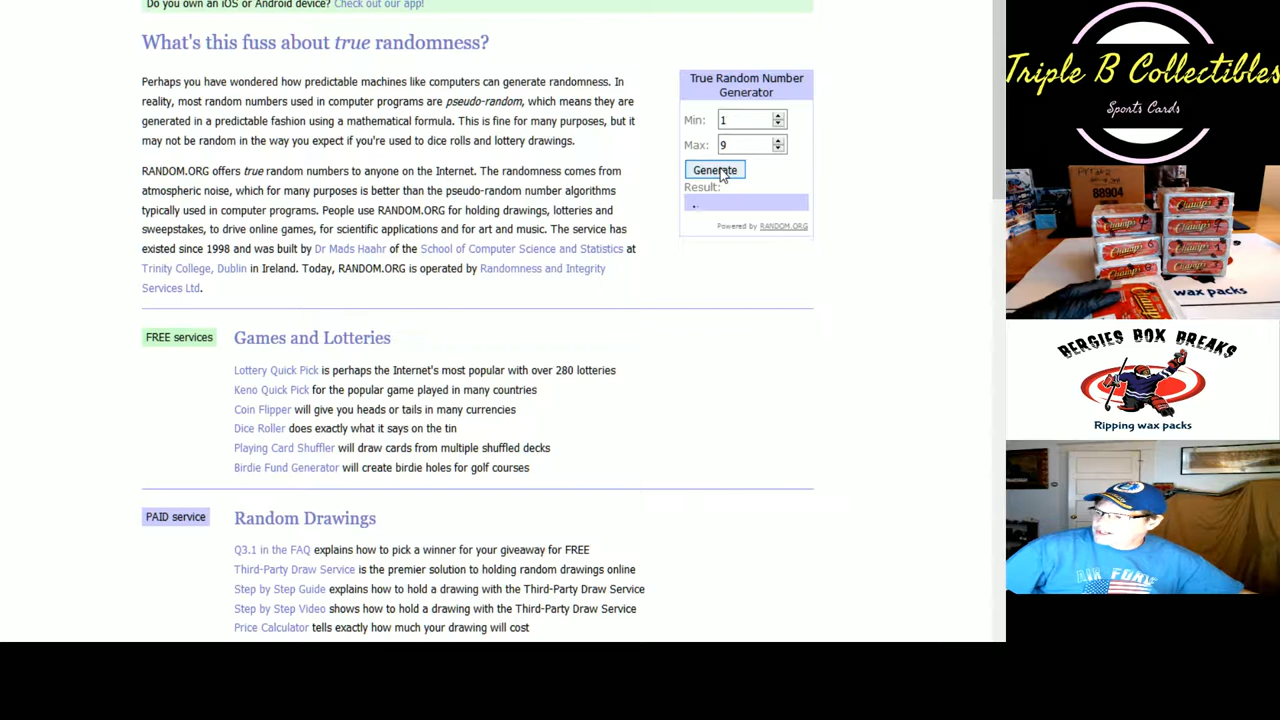 Do you own an iOS or Android device? Check out our app!
What's this fuss about true randomness?
Perhaps you have wondered how predictable machines like computers can generate randomness. In
reality, most random numbers used in computer programs are pseudo-random, which means they are
generated in a predictable fashion using a mathematical formula. This is fine for many purposes, but it
may not be random in the way you expect if you're used to dice rolls and lottery drawings.
RANDOM.ORG offers true random numbers to anyone on the Internet. The randomness comes from
atmospheric noise, which for many purposes is better than the pseudo-random number algorithms
typically used in computer programs. People use RANDOM.ORG for holding drawings, lotteries and
sweepstakes, to drive online games, for scientific applications and for art and music. The service has
existed since 1998 and was built by Dr Mads Haahr of the School of Computer Science and Statistics at
Trinity College, Dublin in Ireland. Today, RANDOM.ORG is operated by Randomness and Integrity
Services Ltd.
True Random Number
Generator
Min: 1
Max: 9
Generate
Result:
Powered by RANDOM.ORG
FREE services
Games and Lotteries
Lottery Quick Pick is perhaps the Internet's most popular with over 280 lotteries
Keno Quick Pick for the popular game played in many countries
Coin Flipper will give you heads or tails in many currencies
Dice Roller does exactly what it says on the tin
Playing Card Shuffler will draw cards from multiple shuffled decks
Birdie Fund Generator will create birdie holes for golf courses
PAID service
Random Drawings
Q3.1 in the FAQ explains how to pick a winner for your giveaway for FREE
Third-Party Draw Service is the premier solution to holding random drawings online
Step by Step Guide explains how to hold a drawing with the Third-Party Draw Service
Step by Step Video shows how to hold a drawing with the Third-Party Draw Service
Price Calculator tells exactly how much your drawing will cost
Triple B Collectibles
Sports Cards
88904
Champ's
Champ's
Champ's
Champ's
Champ's
Champ's
Champ's
Champ's
wax packs
BERGIES BOX BREAKS
Ripping wax packs
AIR FORCE